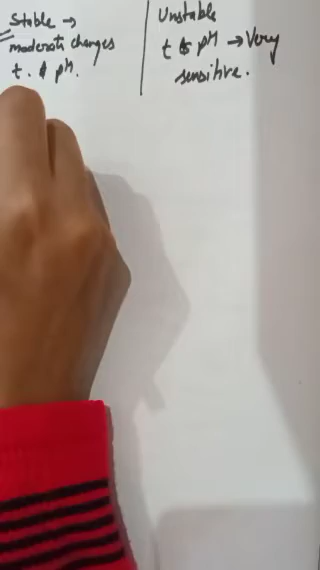 Stable →
moderate changes
t. & pH.
Unstable
t & pH → Very
sensitive.